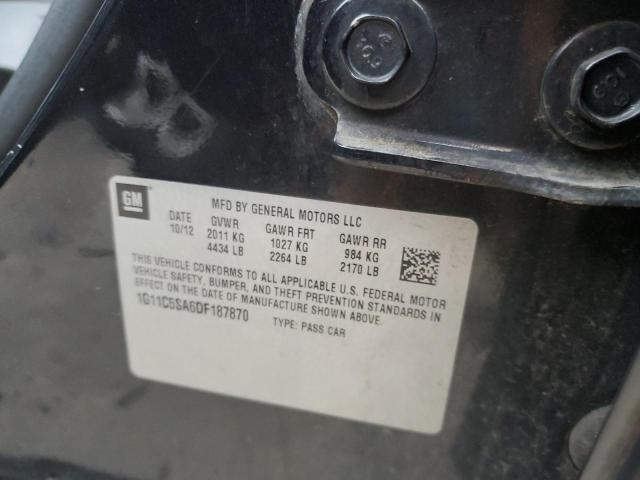 GM
MFD BY GENERAL MOTORS LLC
DATE GVWR GAWR FRT GAWR RR
10/12 2011 KG 1027 KG 984 KG
4434 LB 2264 LB 2170 LB
THIS VEHICLE CONFORMS TO ALL APPLICABLE U.S. FEDERAL MOTOR
VEHICLE SAFETY, BUMPER, AND THEFT PREVENTION STANDARDS IN
EFFECT ON THE DATE OF MANUFACTURE SHOWN ABOVE.
1G11C5SA6DF187870
TYPE: PASS CAR